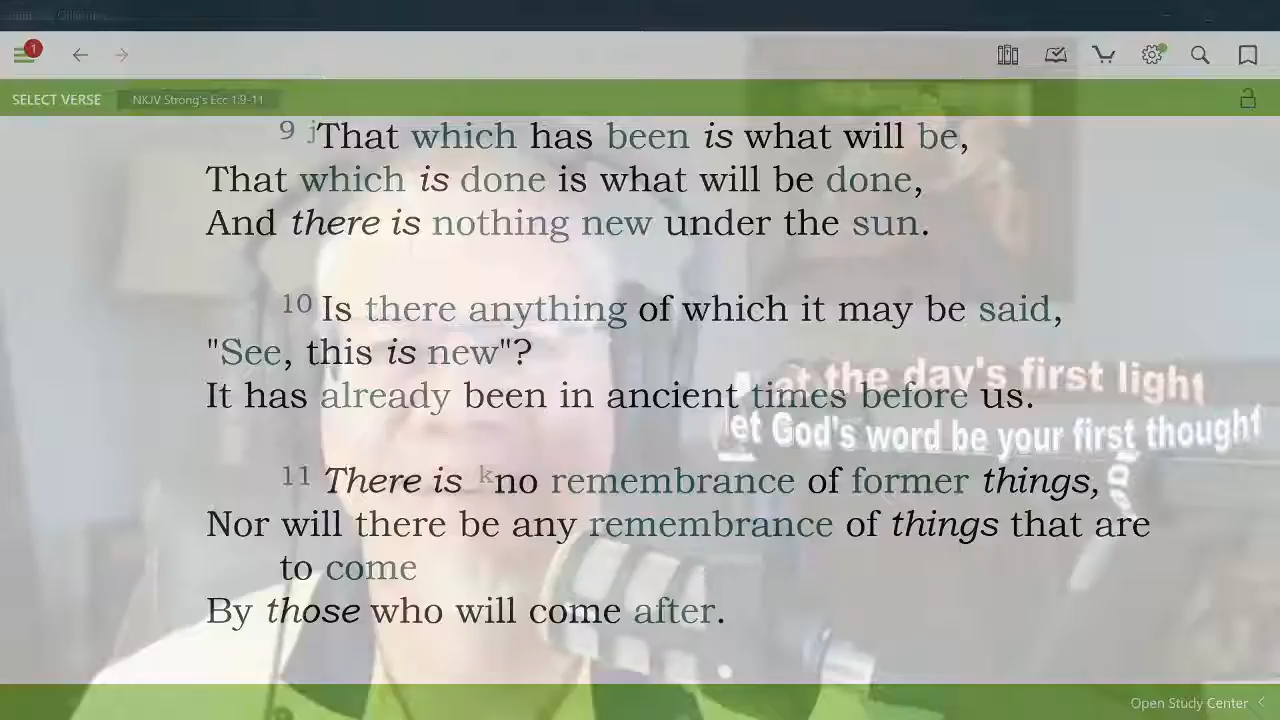 1
SELECT VERSE NKJV Strong's Ecc 1:9-11
9 jThat which has been is what will be,
That which is done is what will be done,
And there is nothing new under the sun.
10 Is there anything of which it may be said,
"See, this is new"?
It has already been in ancient times before us.
at the day's first light
let God's word be your first thought
11 There is kno remembrance of former things,
Nor will there be any remembrance of things that are
to come
By those who will come after.
Open Study Center